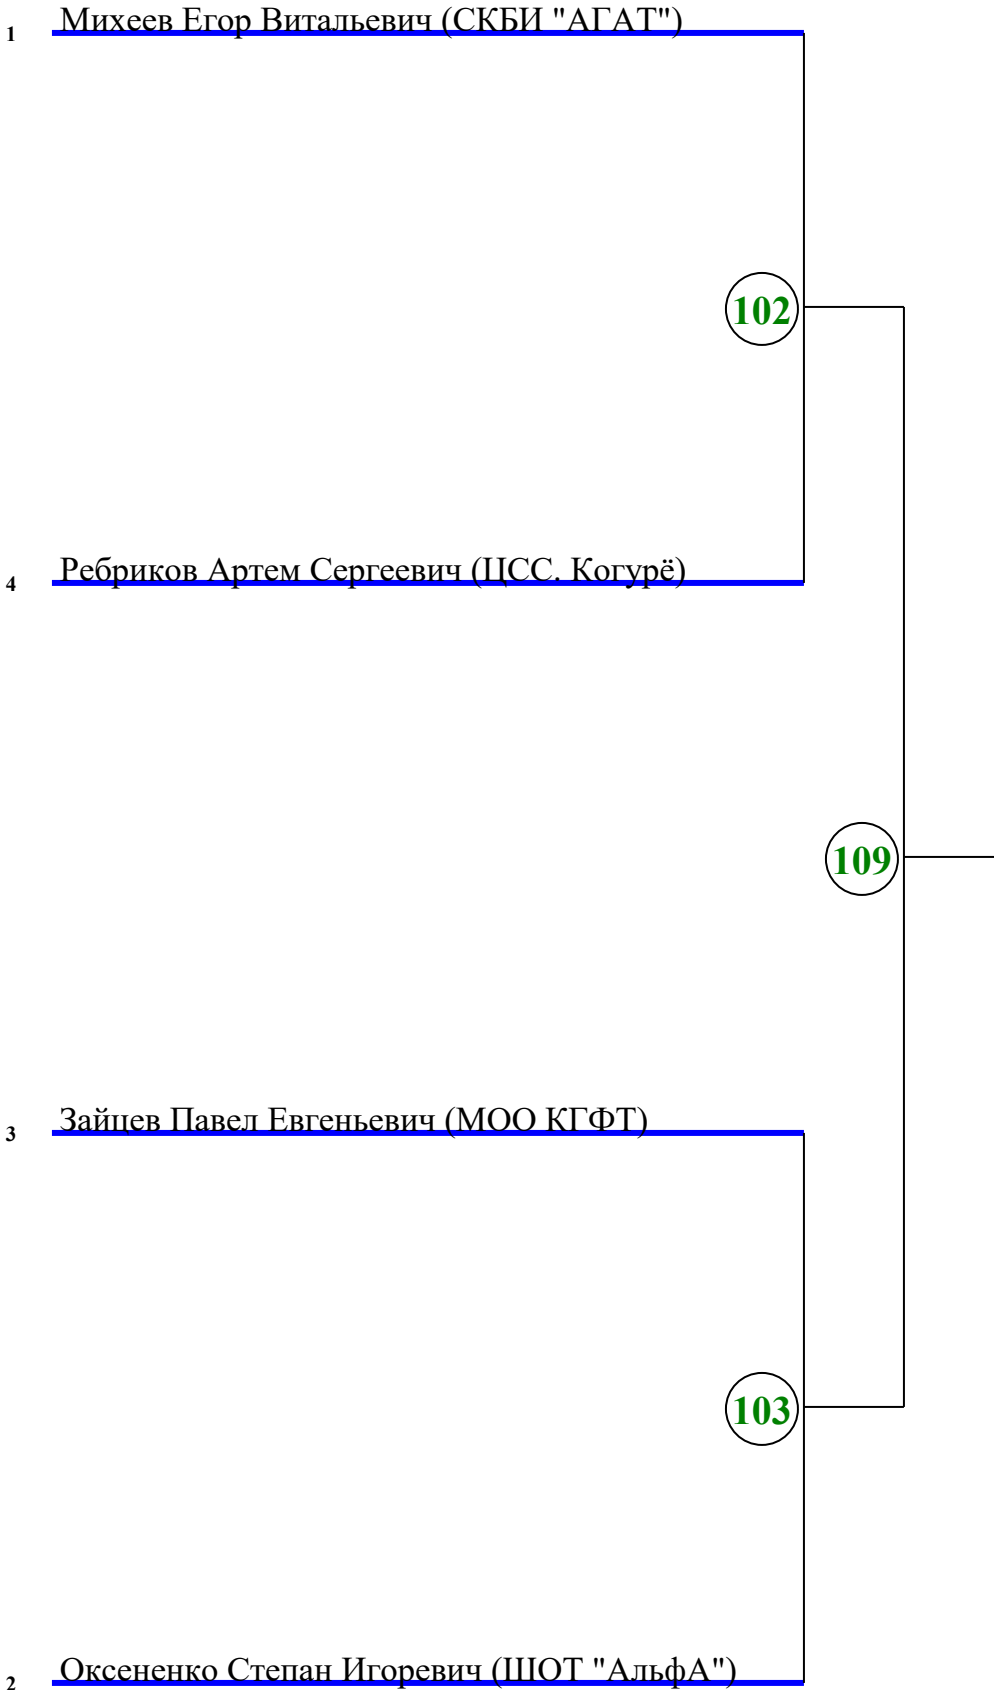 1 Михеев Егор Витальевич (СКБИ "АГАТ")
102
4 Ребриков Артем Сергеевич (ЦСС. Когурё)
109
3 Зайцев Павел Евгеньевич (МОО КГФТ)
103
2 Оксененко Степан Игоревич (ШОТ "АльфА")